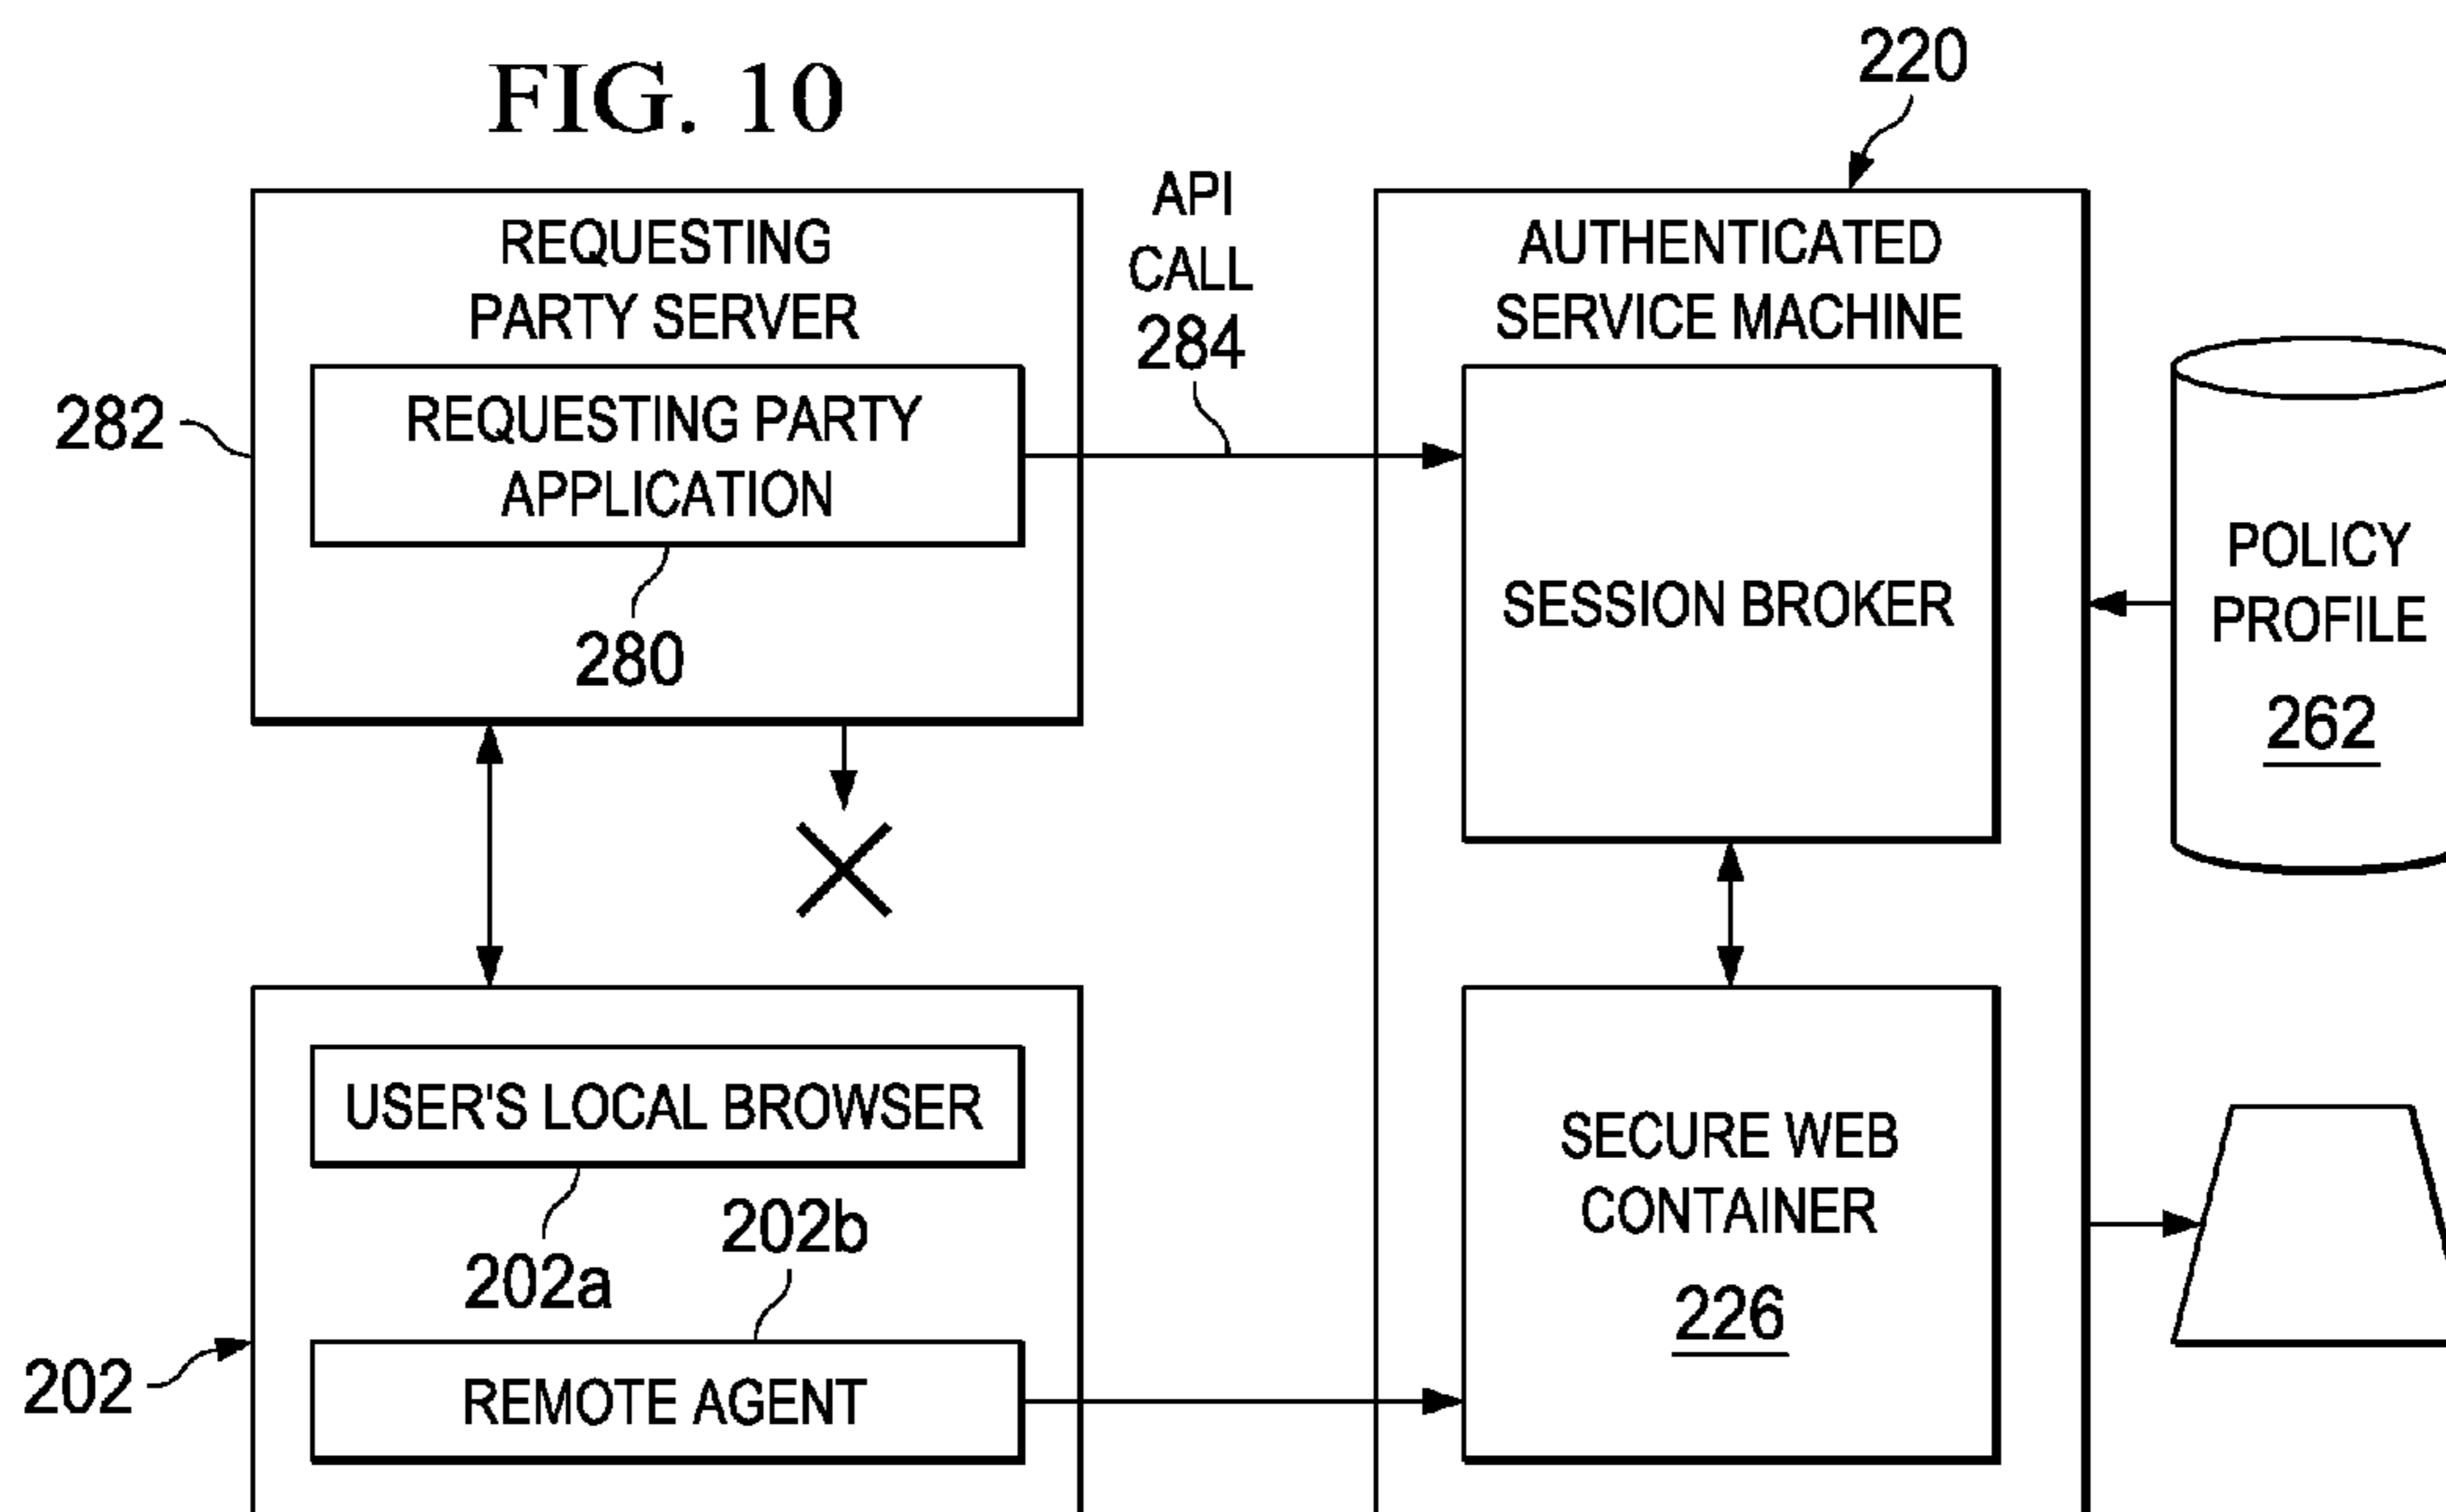 FIG. 10
220
REQUESTING
PARTY SERVER
282
REQUESTING PARTY
APPLICATION
280
API
CALL
284
AUTHENTICATED
SERVICE MACHINE
SESSION BROKER
POLICY
PROFILE
262
USER'S LOCAL BROWSER
202a
202b
202
REMOTE AGENT
SECURE WEB
CONTAINER
226